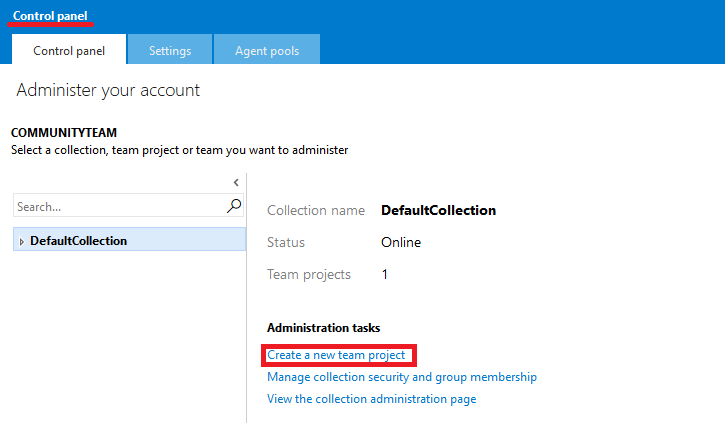 Control panel
Control panel Settings Agent pools
Administer your account
COMMUNITYTEAM
Select a collection, team project or team you want to administer
Search...
DefaultCollection
Collection name DefaultCollection
Status Online
Team projects 1
Administration tasks
Create a new team project
Manage collection security and group membership
View the collection administration page